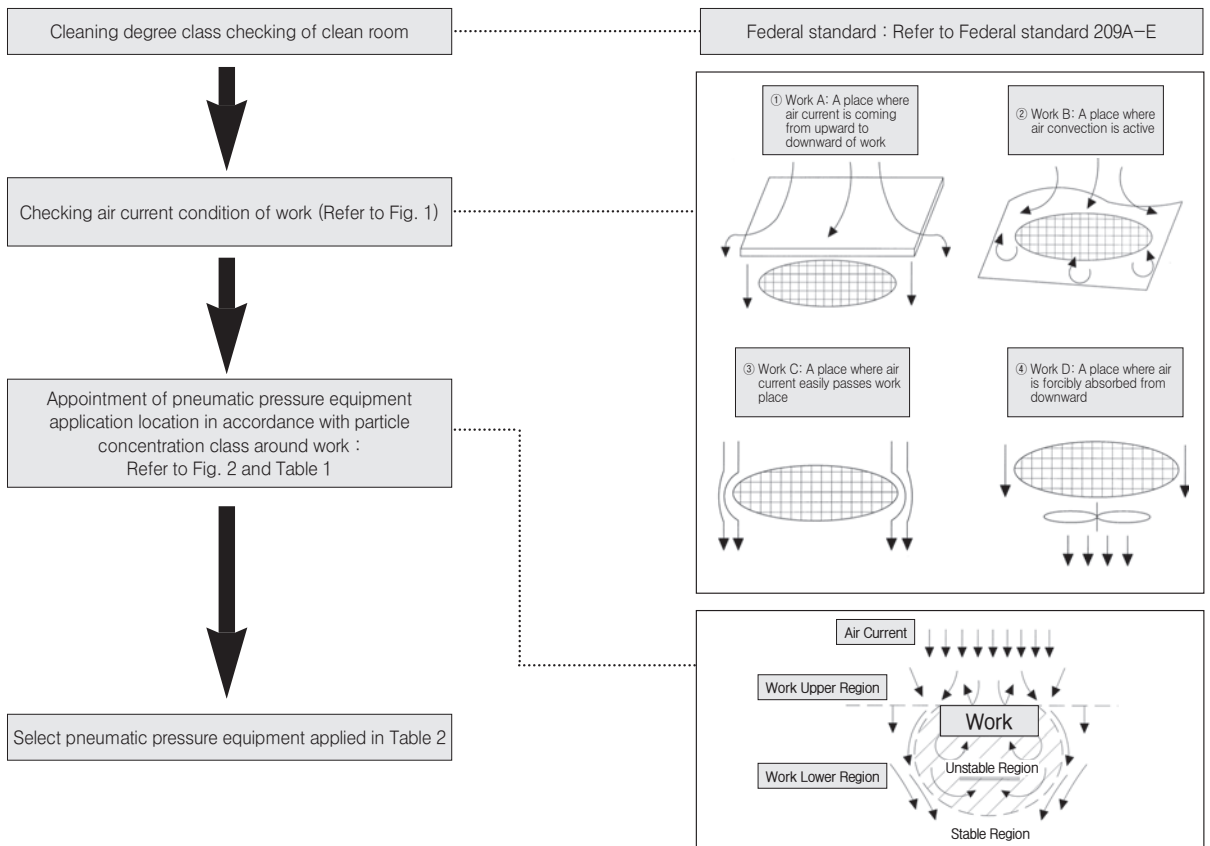 Cleaning degree class checking of clean room
Federal standard : Refer to Federal standard 209A-E
① Work A: A place where
air current is coming
from upward to
downward of work
② Work B: A place where
air convection is active
Checking air current condition of work (Refer to Fig. 1)
③ Work C: A place where air
current easily passes work
place
④ Work D: A place where air
is forcibly absorbed from
downward
Appointment of pneumatic pressure equipment
application location in accordance with particle
concentration class around work :
Refer to Fig. 2 and Table 1
Select pneumatic pressure equipment applied in Table 2
Air Current
Work Upper Region
Work
Unstable Region
Work Lower Region
Stable Region